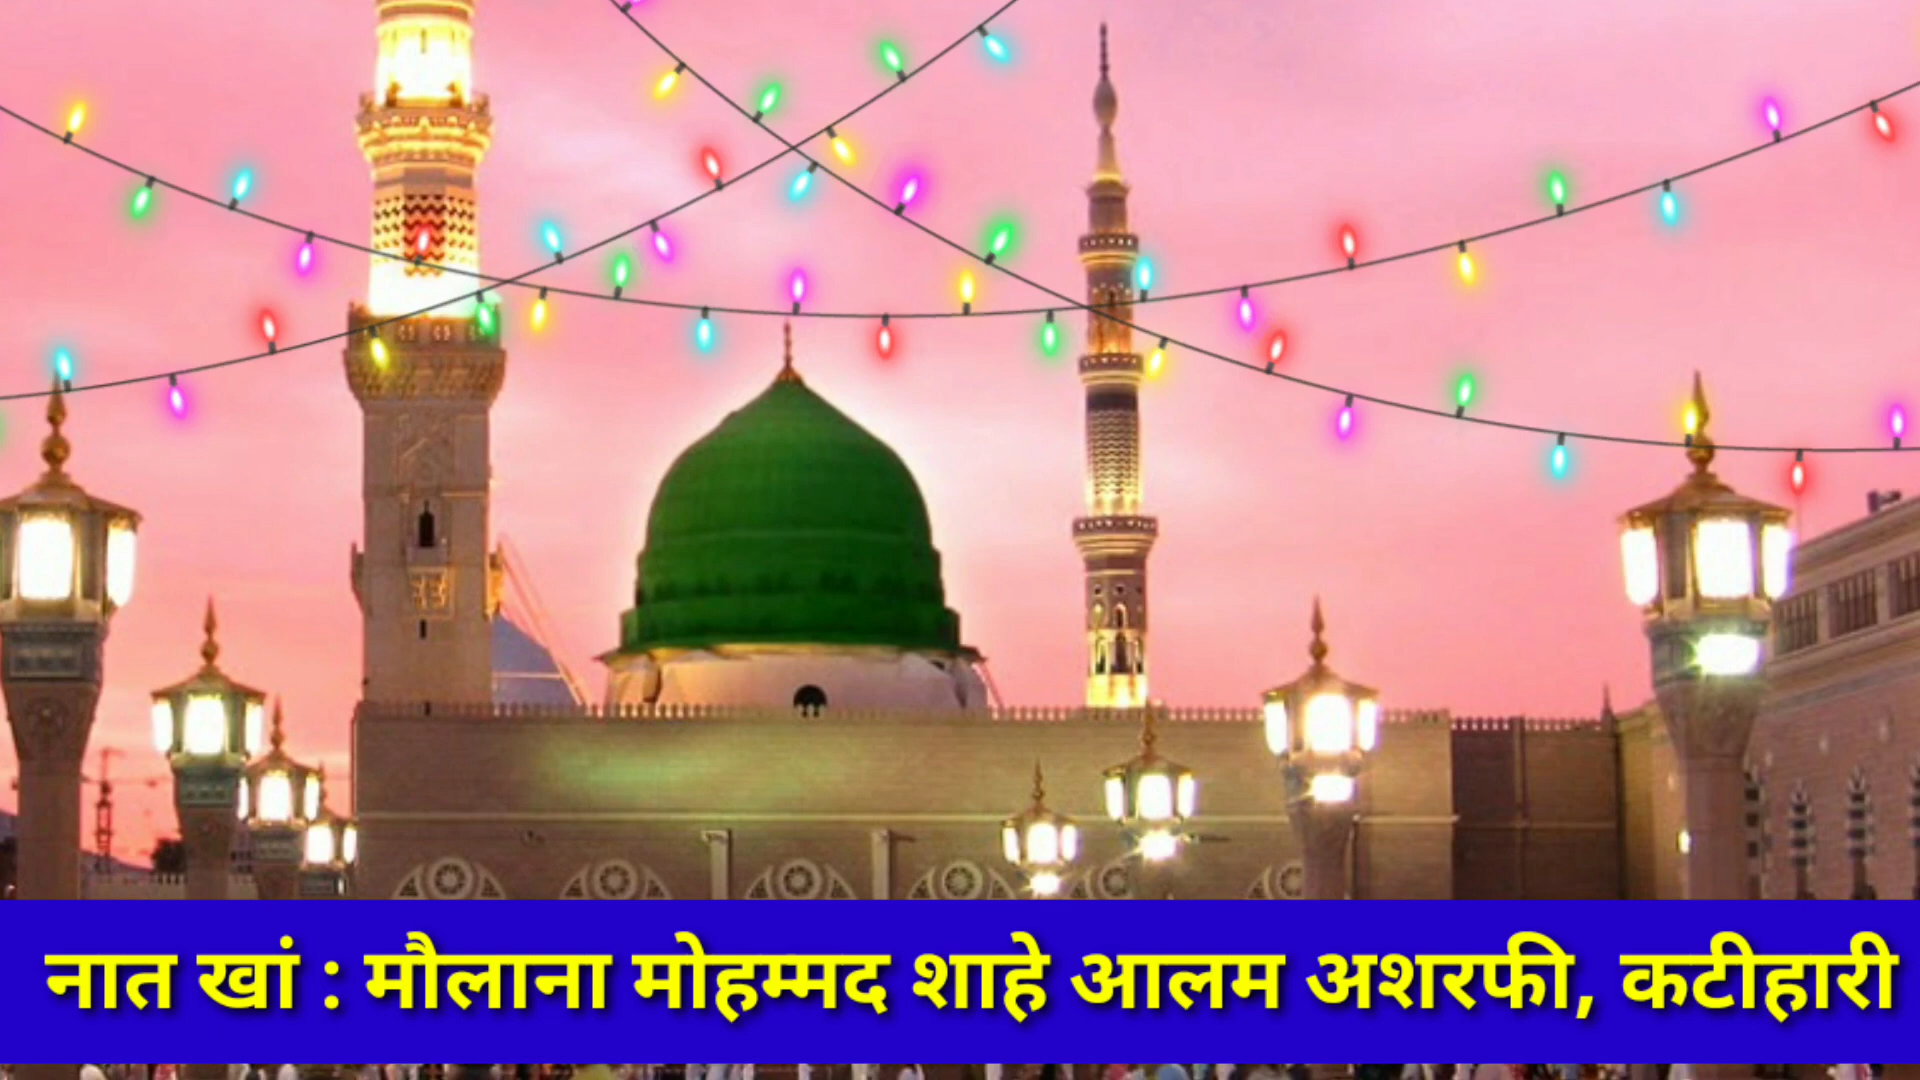 नात खां : मौलाना मोहम्मद शाहे आलम अशरफी, कटीहारी